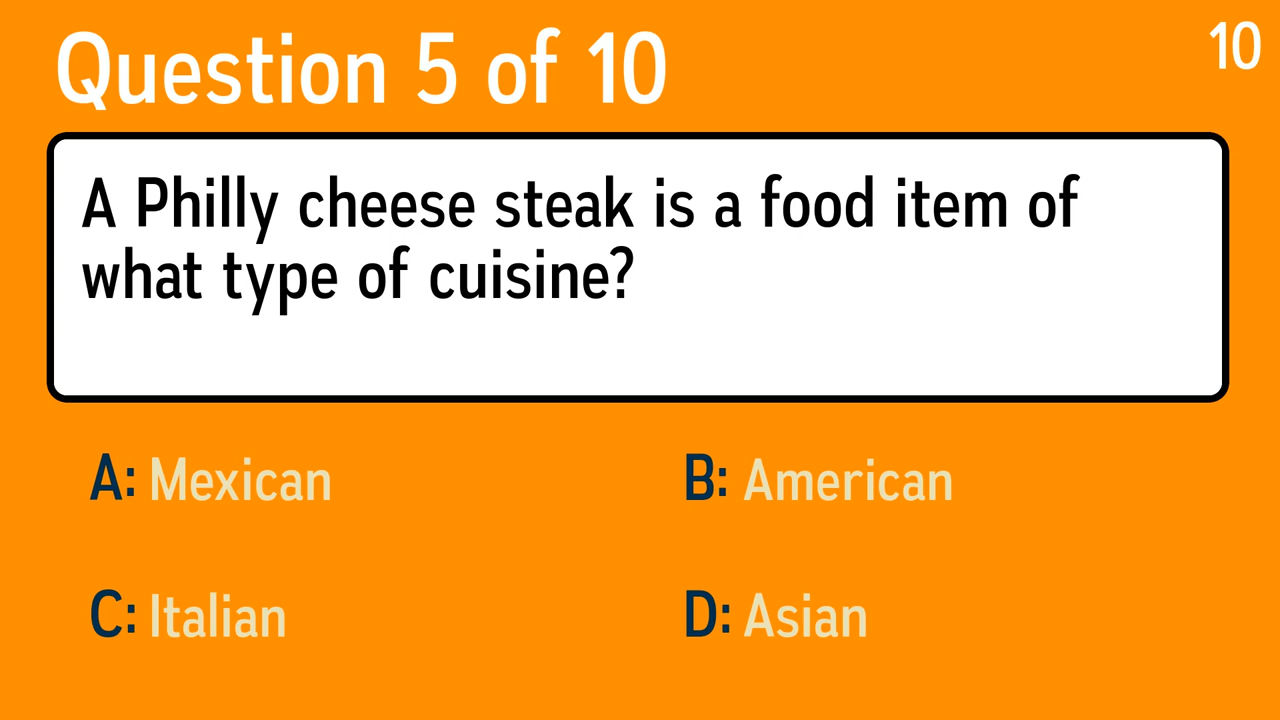 Question 5 of 10
10
A Philly cheese steak is a food item of
what type of cuisine?
A: Mexican
B: American
C: Italian
D: Asian